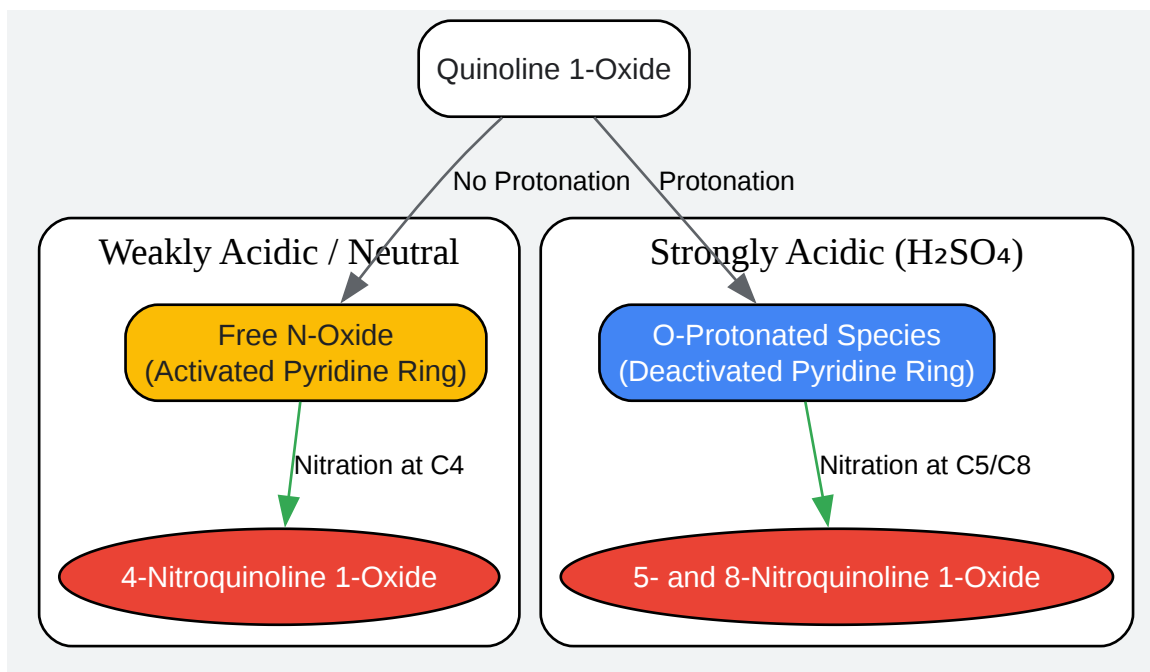 Quinoline 1-Oxide
No Protonation
Protonation
Weakly Acidic / Neutral
Strongly Acidic (H₂SO₄)
Free N-Oxide
(Activated Pyridine Ring)
O-Protonated Species
(Deactivated Pyridine Ring)
Nitration at C4
Nitration at C5/C8
4-Nitroquinoline 1-Oxide
5- and 8-Nitroquinoline 1-Oxide